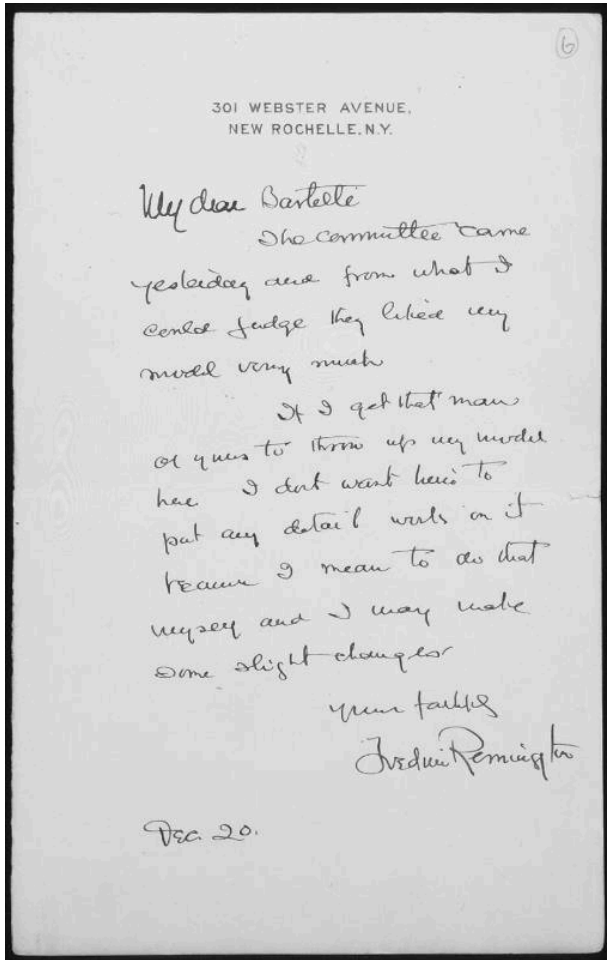 6
301 WEBSTER AVENUE,
NEW ROCHELLE, N.Y.
My dear Bartlett
The committee came
yesterday and from what I
could judge they liked my
model very much
If I get that man
of yours to throw up my model
here I dont want him to
put any detail work on it
because I mean to do that
myself and I may make
some slight changes
Yours faithfully
Frederic Remington
Dec. 20.